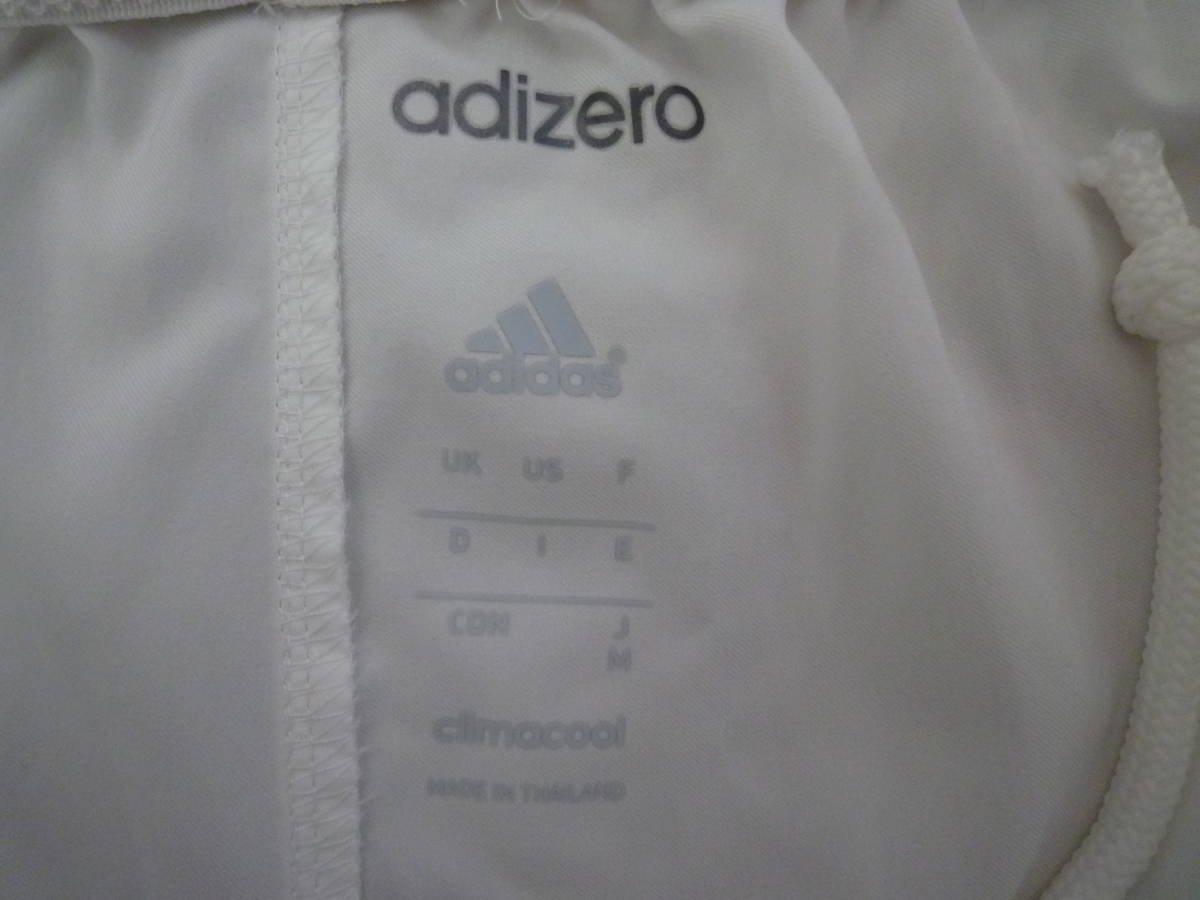 adizero
adidas®
UK US F
D I E
CDN J
M
climacool
MADE IN THAILAND